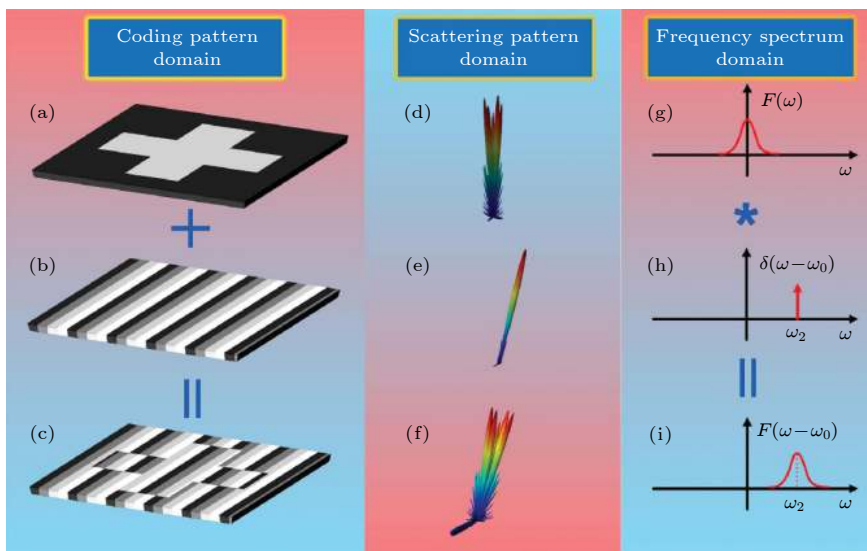 Coding pattern
domain
Scattering pattern
domain
Frequency spectrum
domain
(a)
(d)
(g)
F(ω)
ω
+
*
(b)
(e)
(h)
δ(ω−ω₀)
ω₂
ω
=
=
(c)
(f)
(i)
F(ω−ω₀)
ω₂
ω